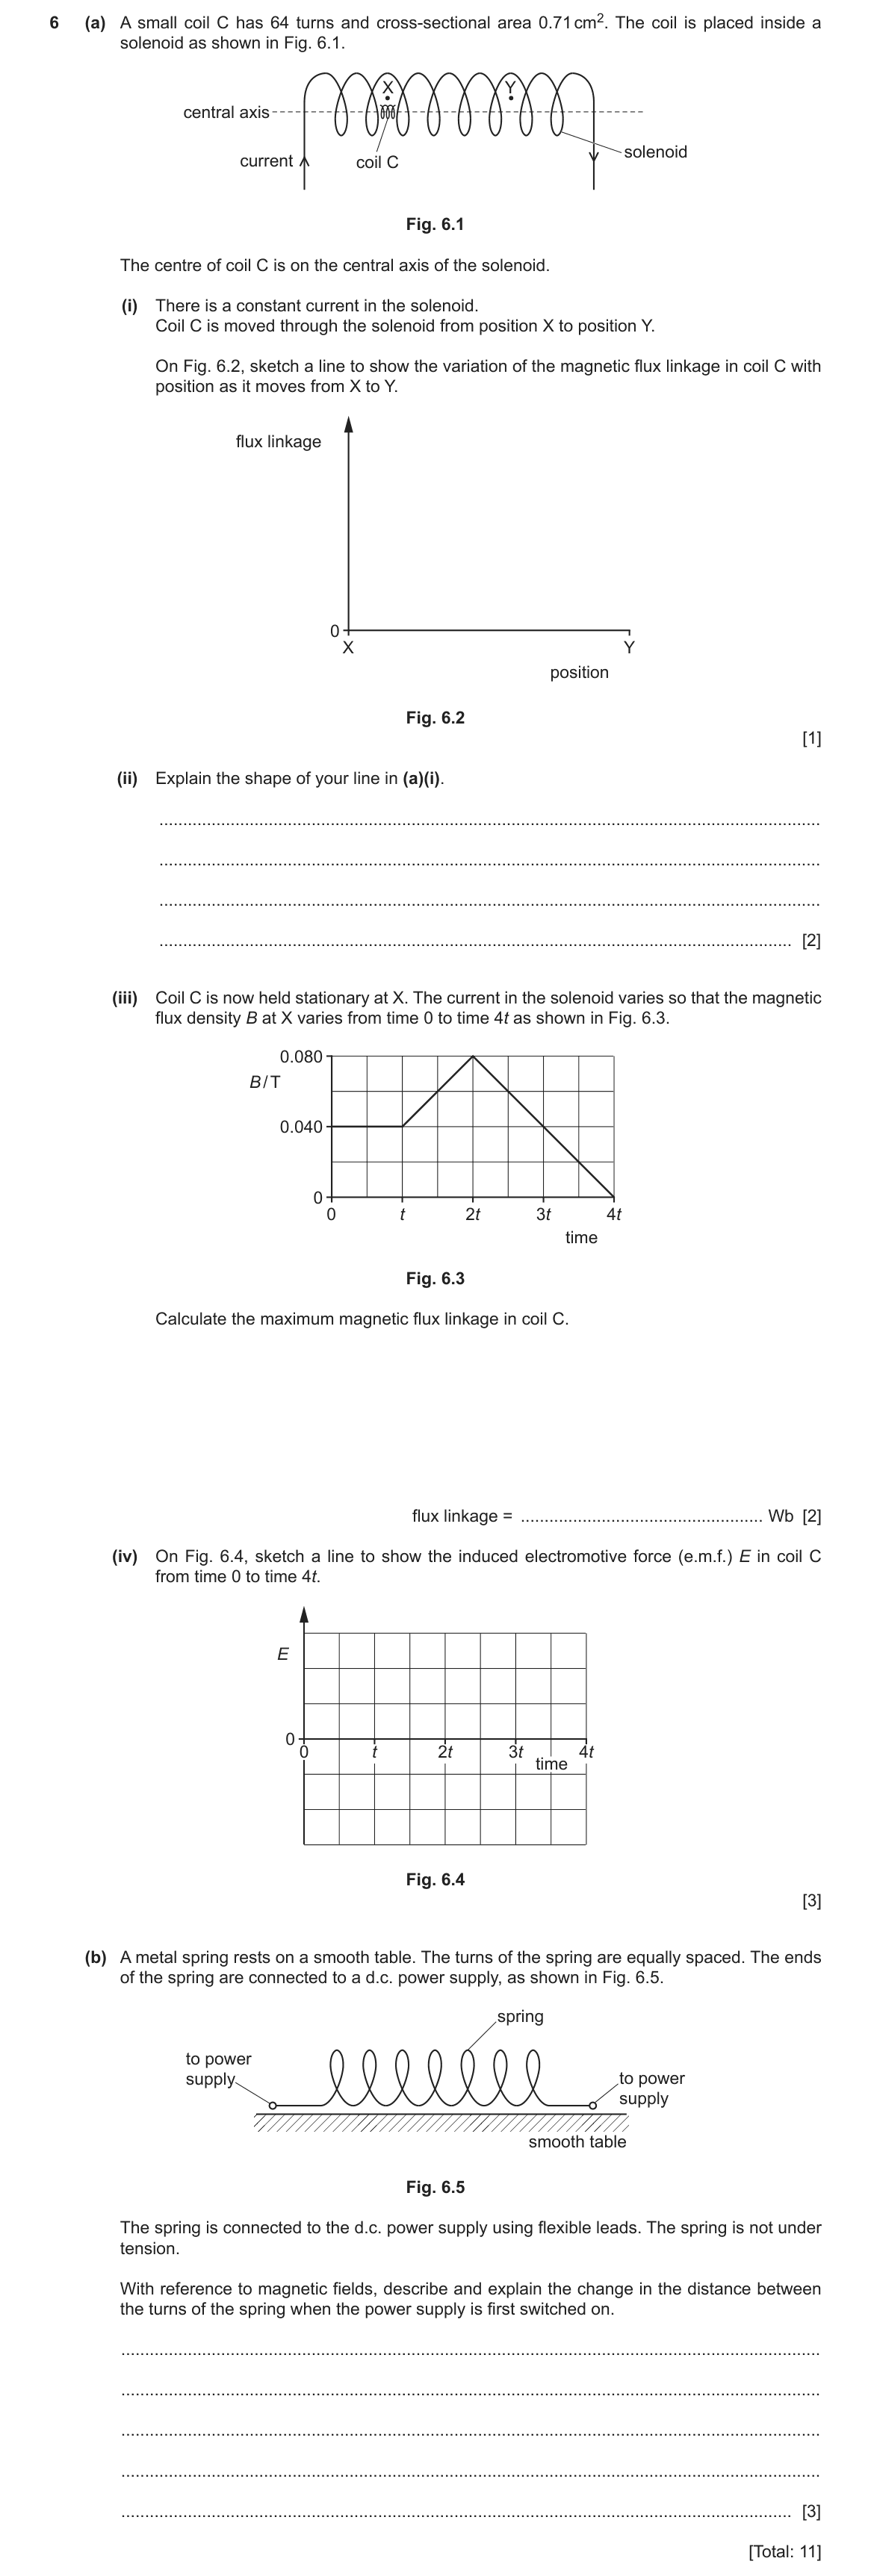 6 (a) A small coil C has 64 turns and cross-sectional area 0.71 cm². The coil is placed inside a
solenoid as shown in Fig. 6.1.
X
Y
central axis
current
coil C
solenoid
Fig. 6.1
The centre of coil C is on the central axis of the solenoid.
(i) There is a constant current in the solenoid.
Coil C is moved through the solenoid from position X to position Y.
On Fig. 6.2, sketch a line to show the variation of the magnetic flux linkage in coil C with
position as it moves from X to Y.
flux linkage
0
X
Y
position
Fig. 6.2
[1]
(ii) Explain the shape of your line in (a)(i).
..........................................................................................................................................
..........................................................................................................................................
..........................................................................................................................................
.................................................................................................................................... [2]
(iii) Coil C is now held stationary at X. The current in the solenoid varies so that the magnetic
flux density B at X varies from time 0 to time 4t as shown in Fig. 6.3.
0.080
B/T
0.040
0
0 t 2t 3t 4t
time
Fig. 6.3
Calculate the maximum magnetic flux linkage in coil C.
flux linkage = ................................................... Wb [2]
(iv) On Fig. 6.4, sketch a line to show the induced electromotive force (e.m.f.) E in coil C
from time 0 to time 4t.
E
0
0 t 2t 3t 4t
time
Fig. 6.4
[3]
(b) A metal spring rests on a smooth table. The turns of the spring are equally spaced. The ends
of the spring are connected to a d.c. power supply, as shown in Fig. 6.5.
spring
to power
supply
to power
supply
smooth table
Fig. 6.5
The spring is connected to the d.c. power supply using flexible leads. The spring is not under
tension.
With reference to magnetic fields, describe and explain the change in the distance between
the turns of the spring when the power supply is first switched on.
..................................................................................................................................................
..................................................................................................................................................
..................................................................................................................................................
..................................................................................................................................................
............................................................................................................................................ [3]
[Total: 11]